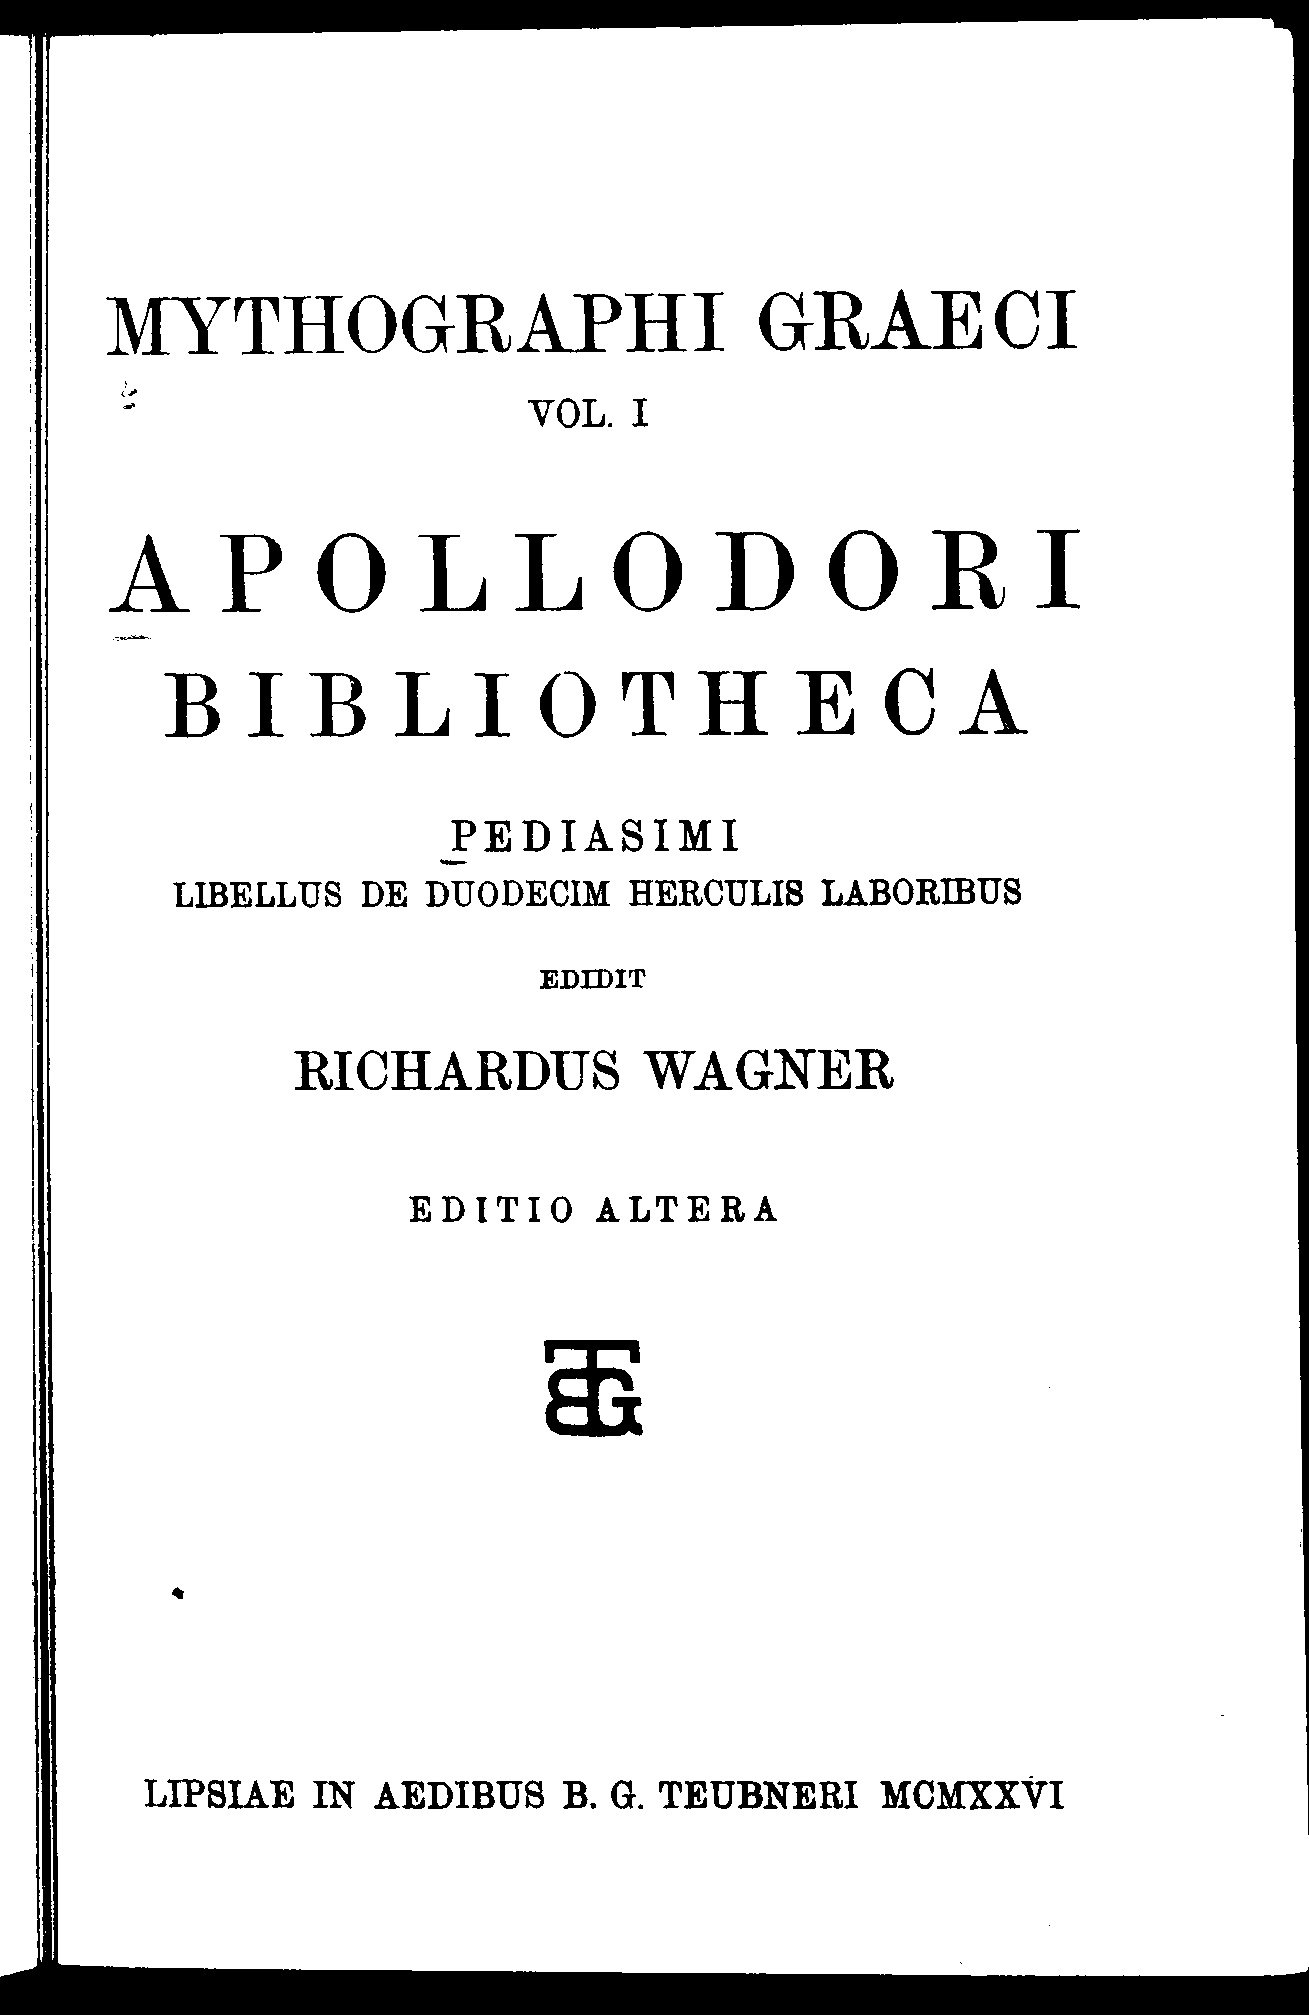 MYTHOGRAPHI GRAECI
VOL. I
APOLLODORI
BIBLIOTHECA
PEDIASIMI
LIBELLUS DE DUODECIM HERCULIS LABORIBUS
EDIDIT
RICHARDUS WAGNER
EDITIO ALTERA
BTG
LIPSIAE IN AEDIBUS B. G. TEUBNERI MCMXXVI